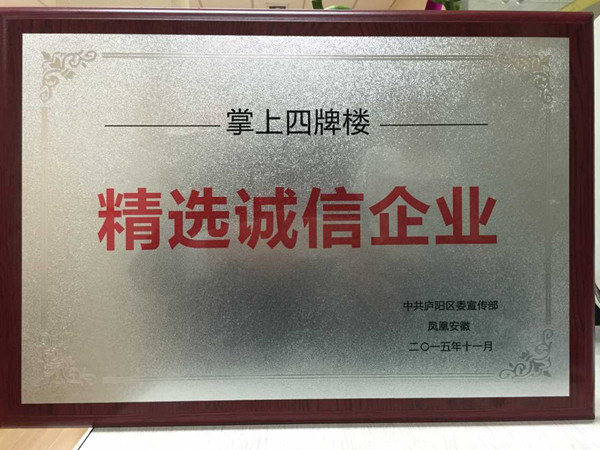 掌上四牌楼
精选诚信企业
中共庐阳区委宣传部
凤凰安徽
二〇一五年十一月